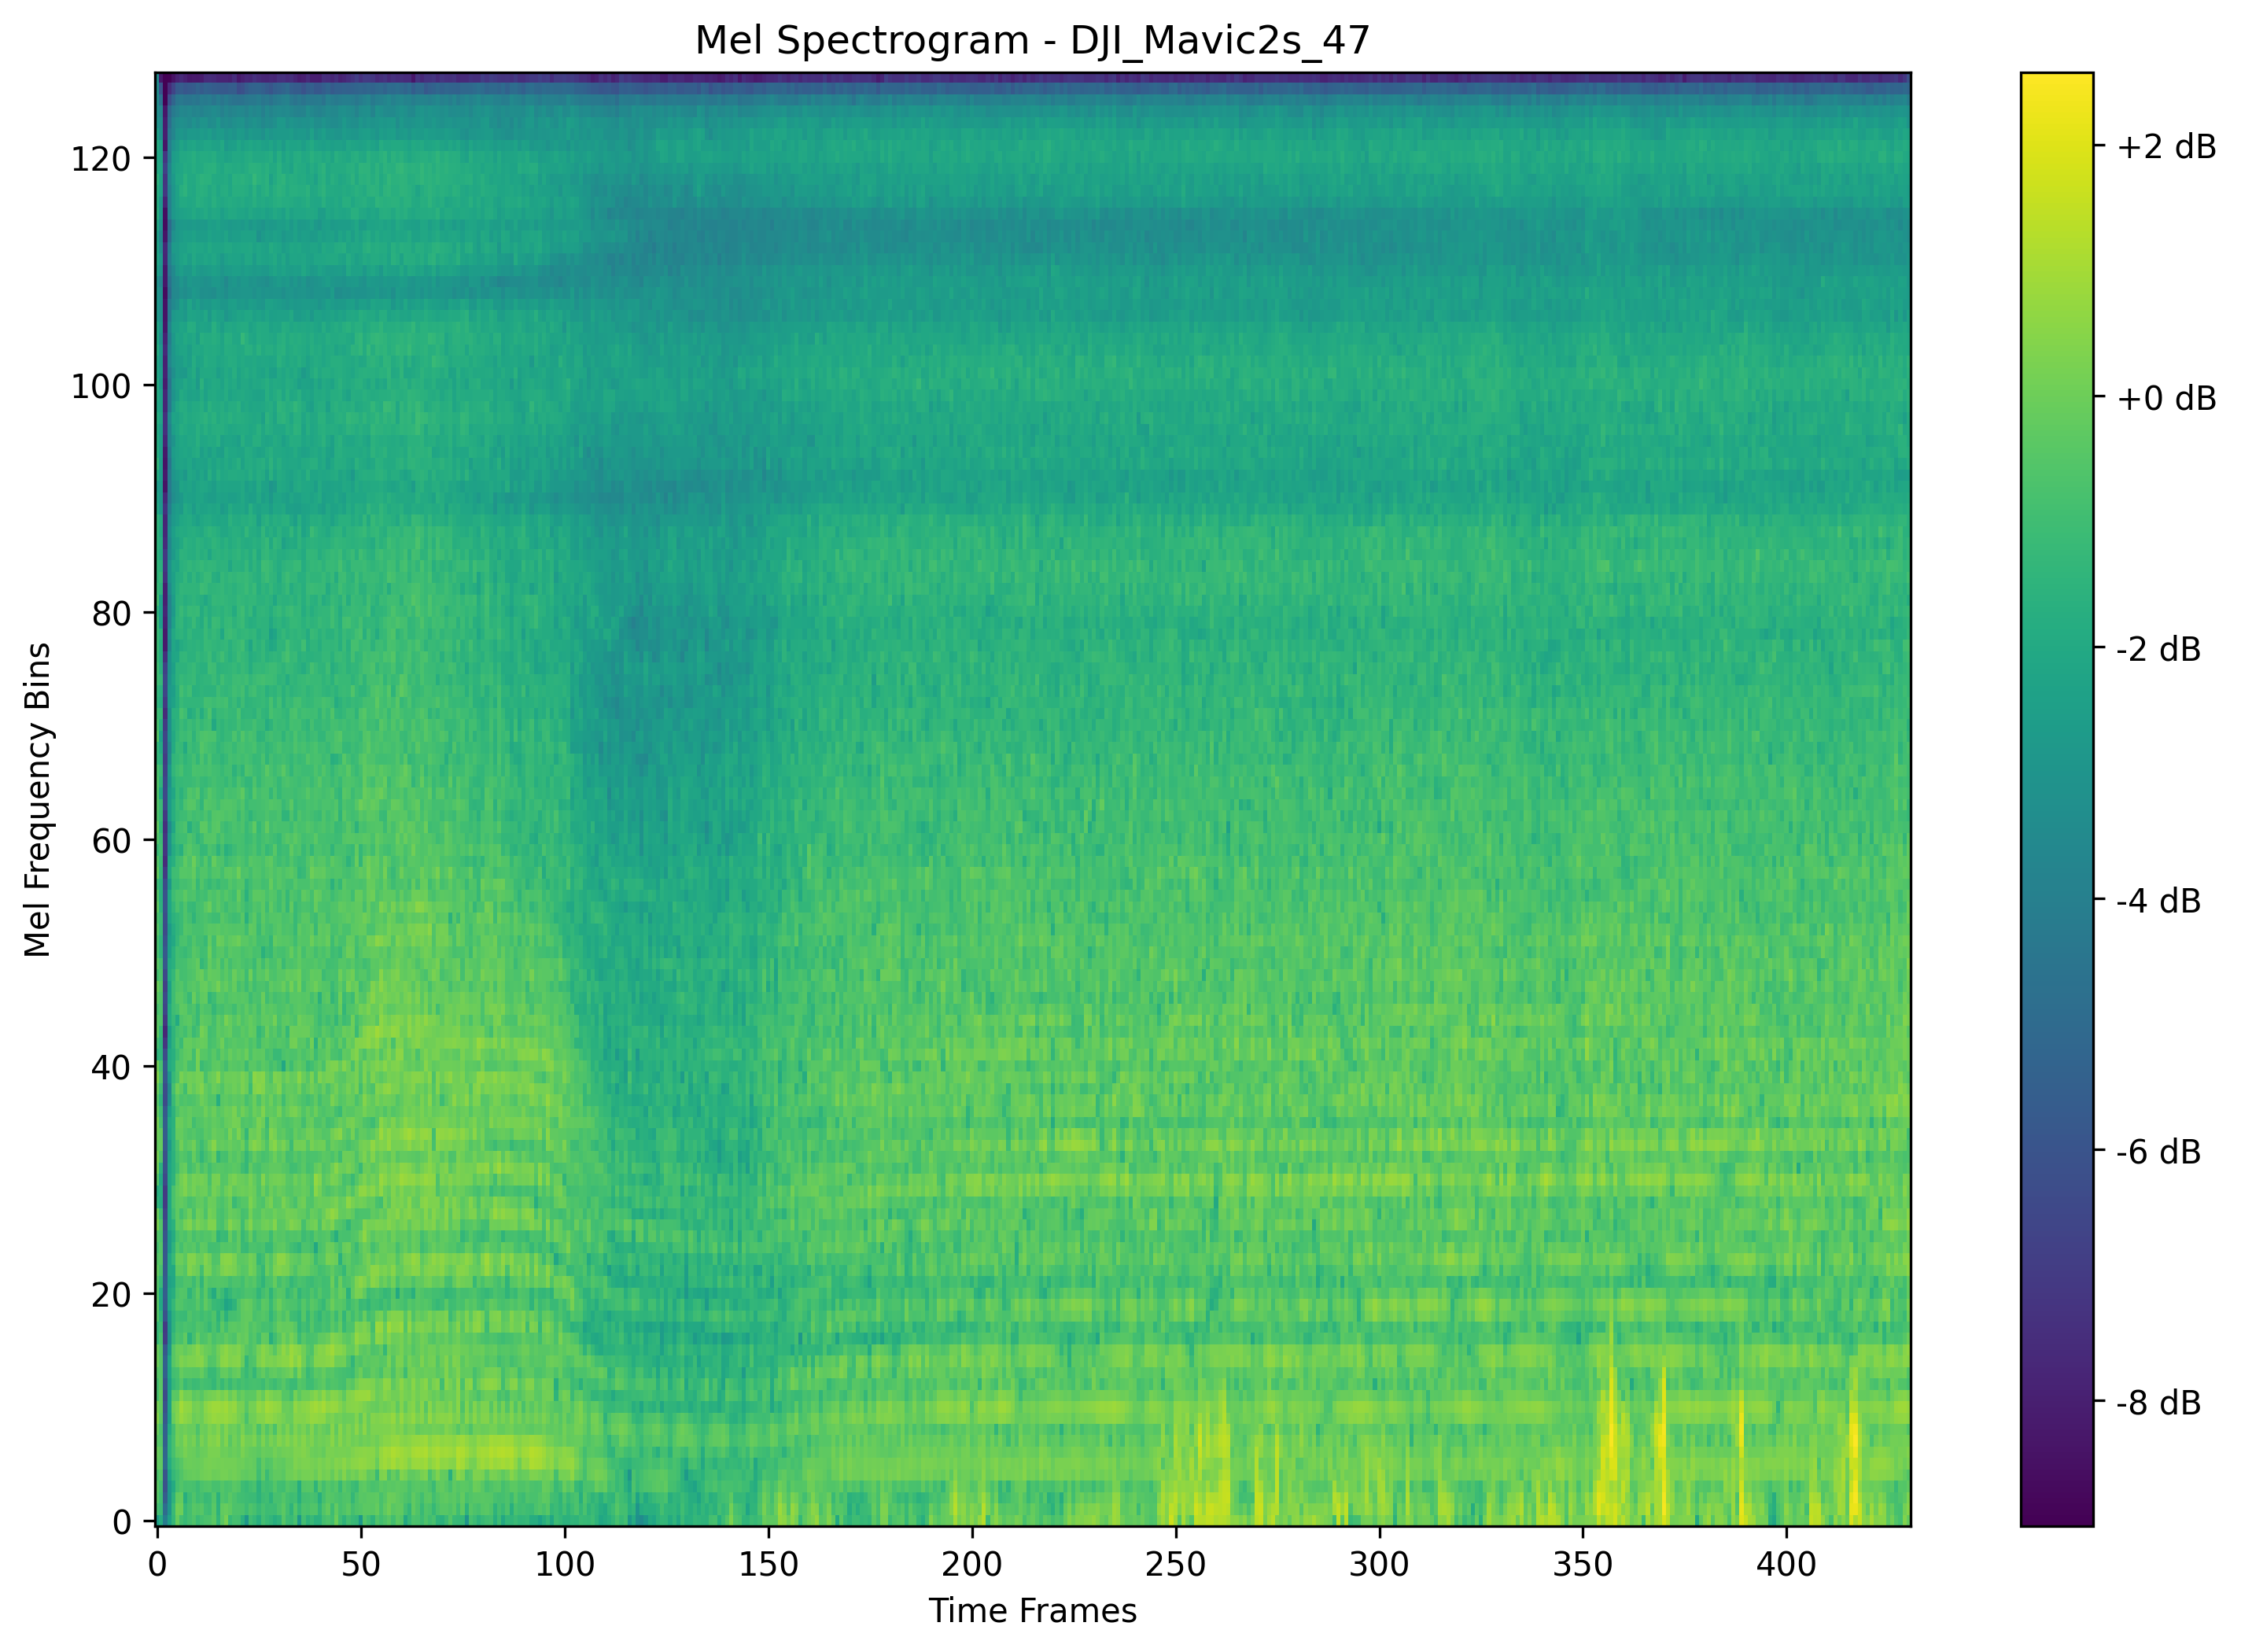 Mel Spectrogram - DJI_Mavic2s_47
120
100
80
60
40
20
0
Mel Frequency Bins
0 50 100 150 200 250 300 350 400
Time Frames
+2 dB
+0 dB
-2 dB
-4 dB
-6 dB
-8 dB